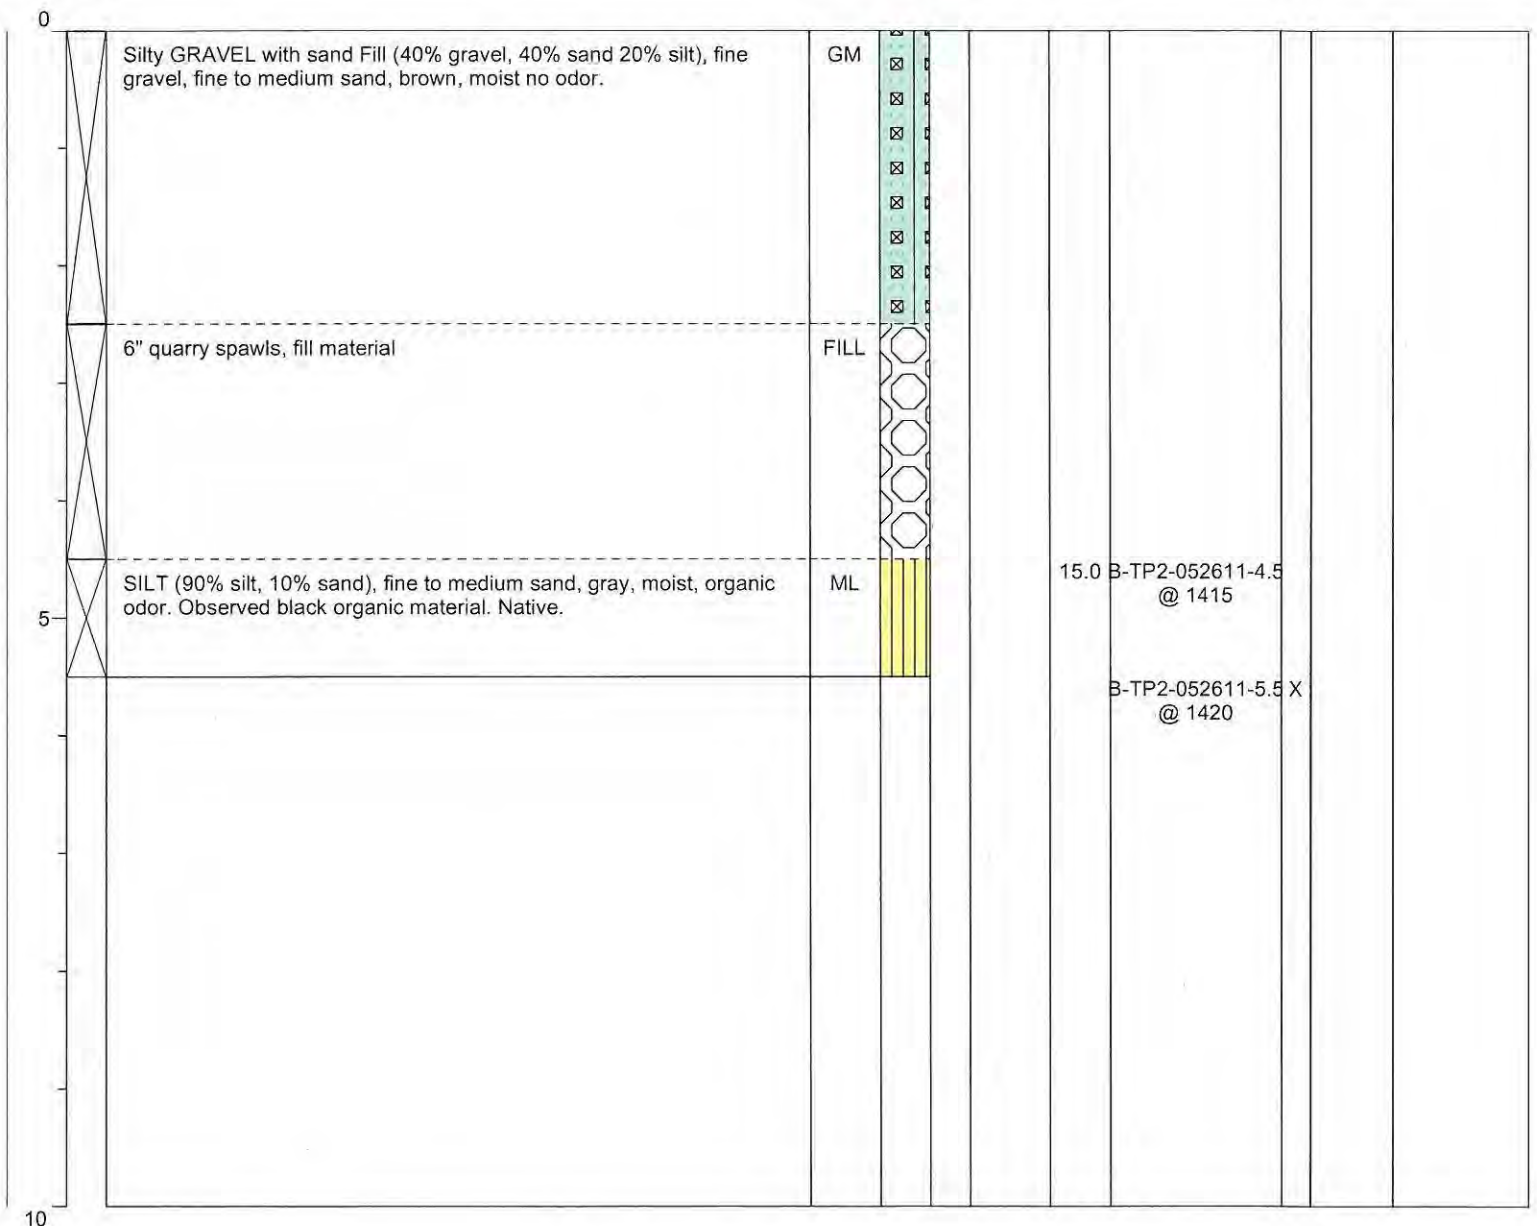 0
Silty GRAVEL with sand Fill (40% gravel, 40% sand 20% silt), fine
gravel, fine to medium sand, brown, moist no odor.
GM
6" quarry spawls, fill material
FILL
SILT (90% silt, 10% sand), fine to medium sand, gray, moist, organic
odor. Observed black organic material. Native.
ML
15.0 B-TP2-052611-4.5
@ 1415
5
B-TP2-052611-5.5 X
@ 1420
10